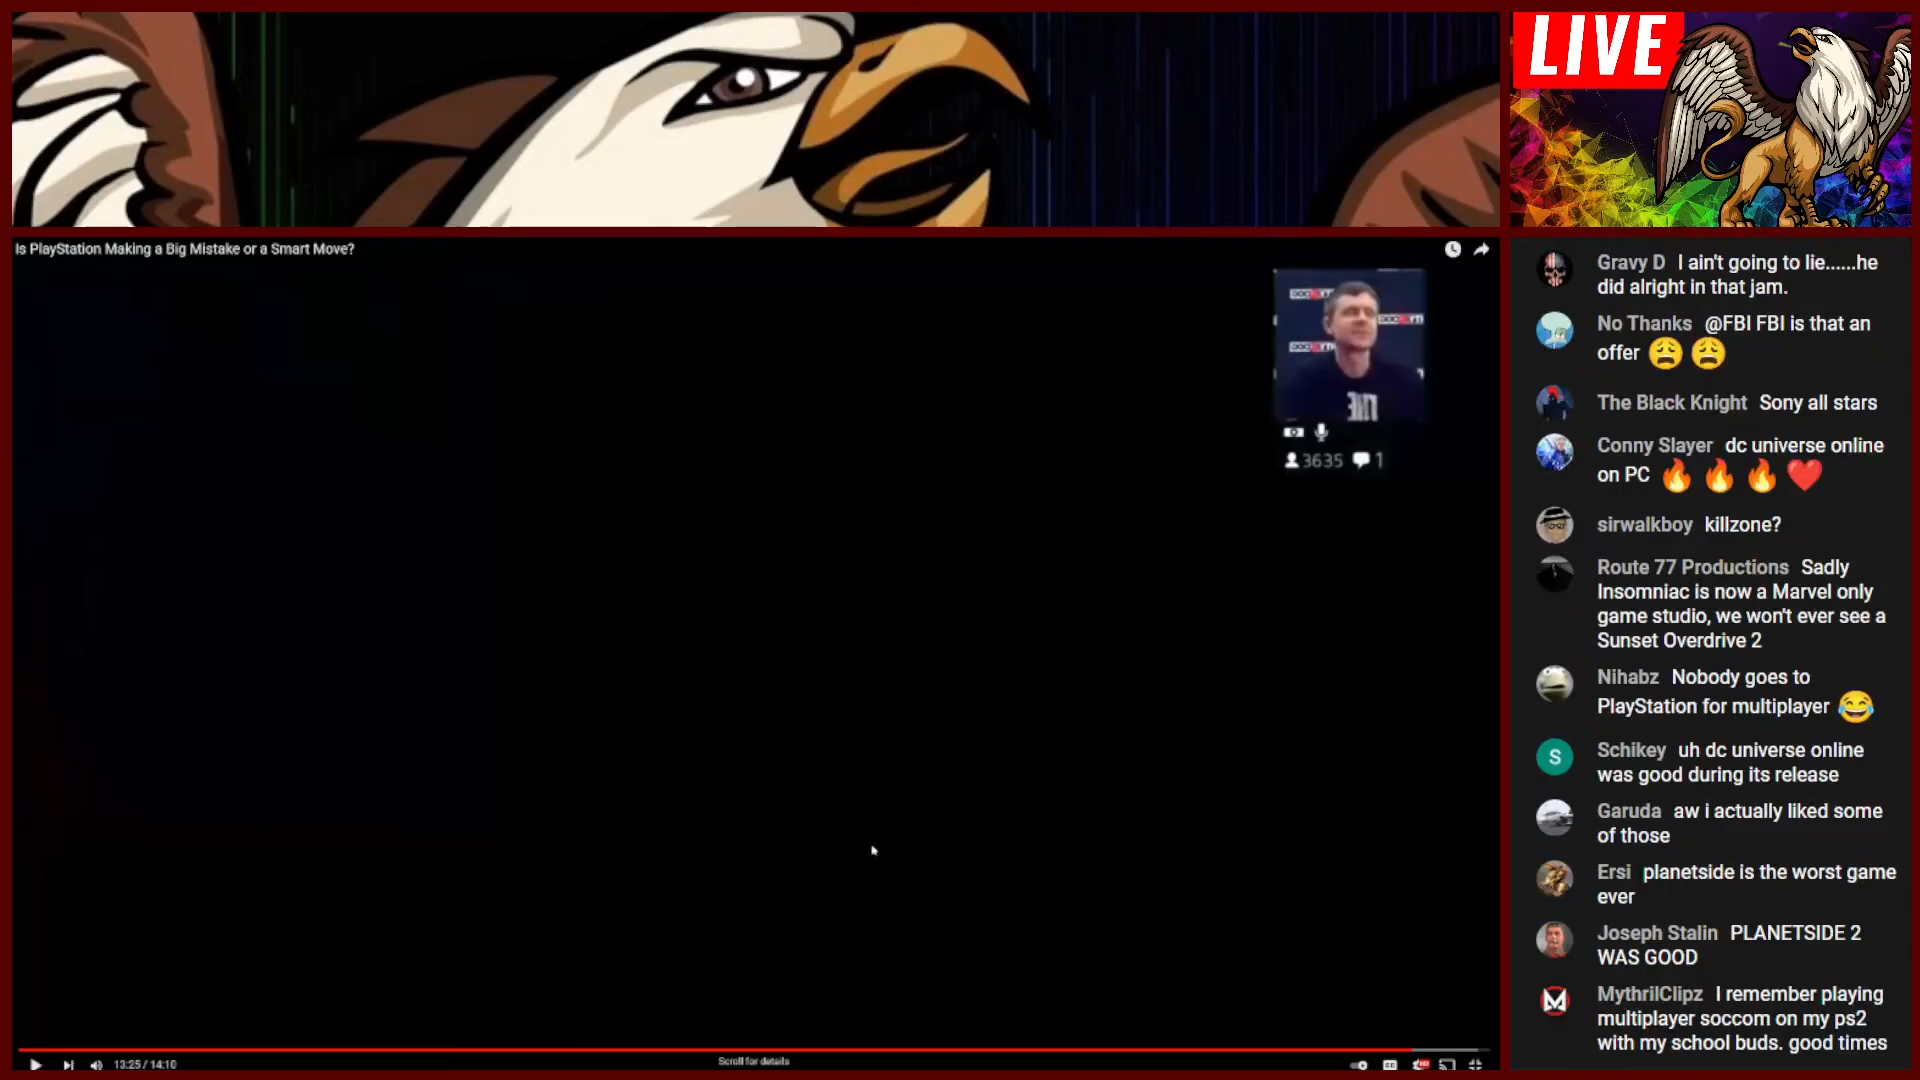 LIVE
Is PlayStation Making a Big Mistake or a Smart Move?
3635 1
13:25 / 14:10
Scroll for details
Gravy D I ain't going to lie......he
did alright in that jam.
No Thanks @FBI FBI is that an
offer 😩 😩
The Black Knight Sony all stars
Conny Slayer dc universe online
on PC 🔥 🔥 🔥 ❤️
sirwalkboy killzone?
Route 77 Productions Sadly
Insomniac is now a Marvel only
game studio, we won't ever see a
Sunset Overdrive 2
Nihabz Nobody goes to
PlayStation for multiplayer 😂
S
Schikey uh dc universe online
was good during its release
Garuda aw i actually liked some
of those
Ersi planetside is the worst game
ever
Joseph Stalin PLANETSIDE 2
WAS GOOD
MythrilClipz I remember playing
multiplayer soccom on my ps2
with my school buds. good times